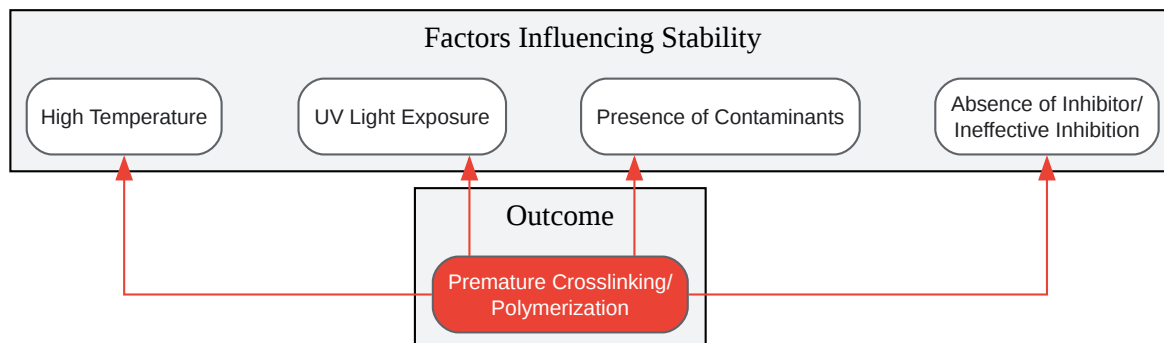 Factors Influencing Stability
High Temperature
UV Light Exposure
Presence of Contaminants
Absence of Inhibitor/
Ineffective Inhibition
Outcome
Premature Crosslinking/
Polymerization